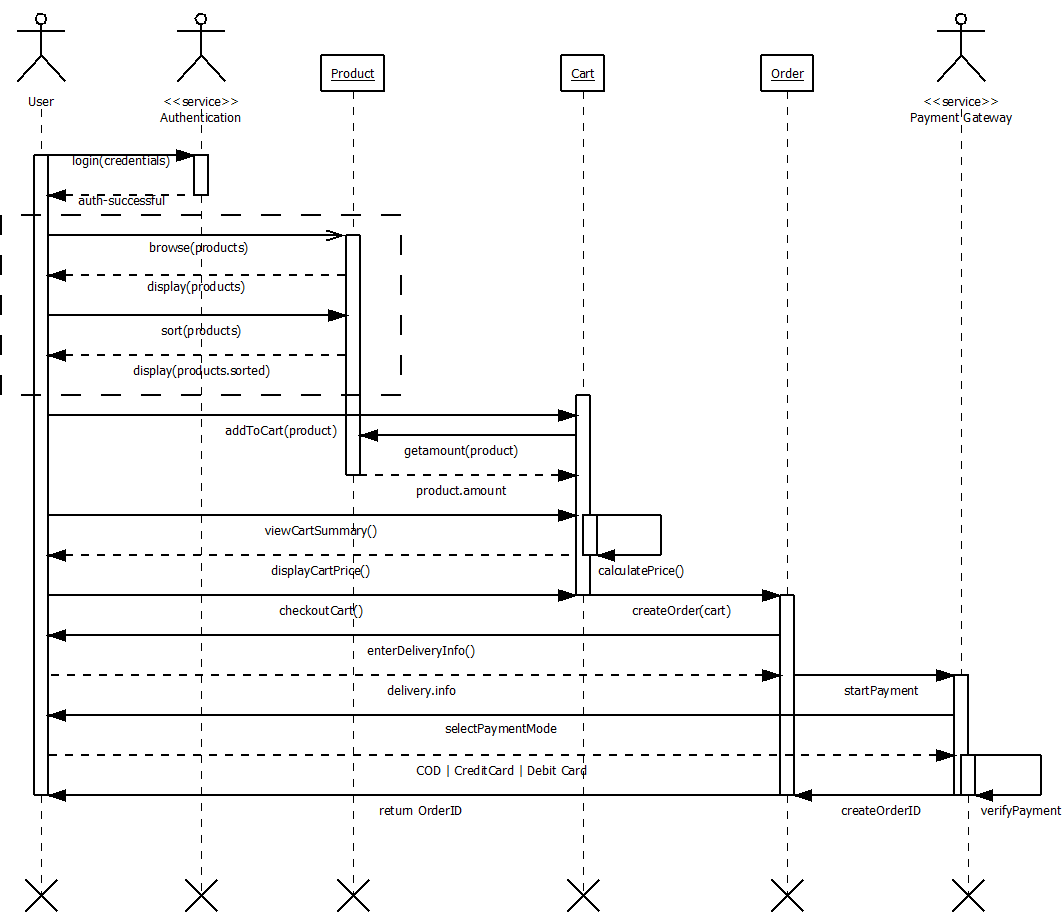 User
<<service>>
Authentication
Product
Cart
Order
<<service>>
Payment Gateway
login(credentials)
auth-successful
browse(products)
display(products)
sort(products)
display(products.sorted)
addToCart(product)
getamount(product)
product.amount
viewCartSummary()
displayCartPrice()
calculatePrice()
checkoutCart()
createOrder(cart)
enterDeliveryInfo()
delivery.info
startPayment
selectPaymentMode
COD | CreditCard | Debit Card
return OrderID
createOrderID
verifyPayment